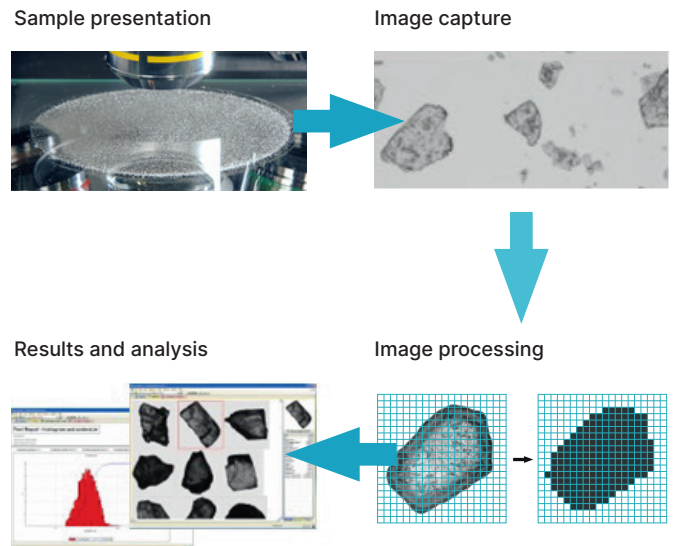 Sample presentation
Image capture
Results and analysis
Image processing